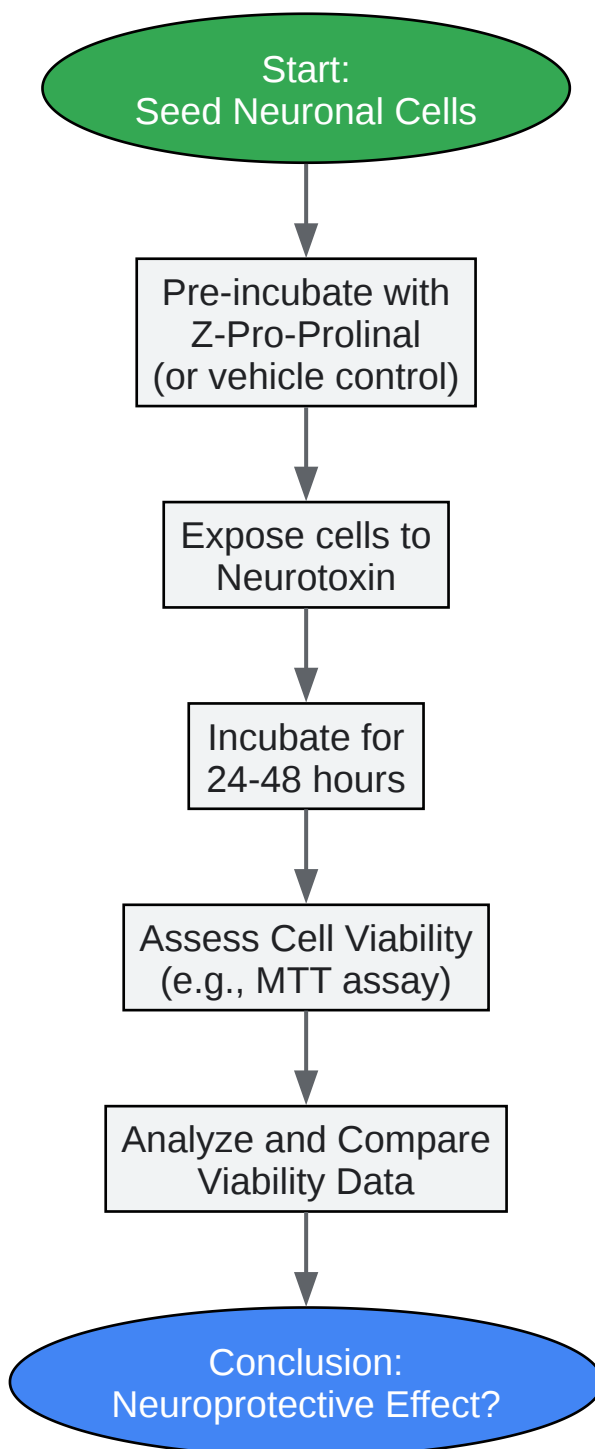 Start:
Seed Neuronal Cells
Pre-incubate with
Z-Pro-Prolinal
(or vehicle control)
Expose cells to
Neurotoxin
Incubate for
24-48 hours
Assess Cell Viability
(e.g., MTT assay)
Analyze and Compare
Viability Data
Conclusion:
Neuroprotective Effect?